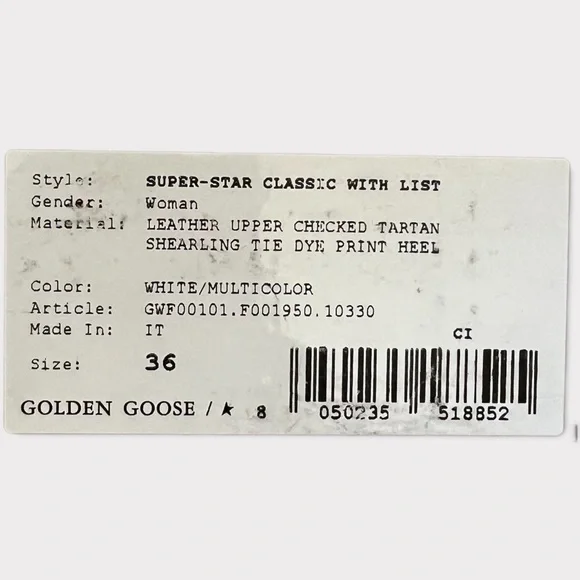 Style: SUPER-STAR CLASSIC WITH LIST
Gender: Woman
Material: LEATHER UPPER CHECKED TARTAN
SHEARLING TIE DYE PRINT HEEL
Color: WHITE/MULTICOLOR
Article: GWF00101.F001950.10330
Made In: IT
CI
Size: 36
GOLDEN GOOSE / ★ 8 050235 518852